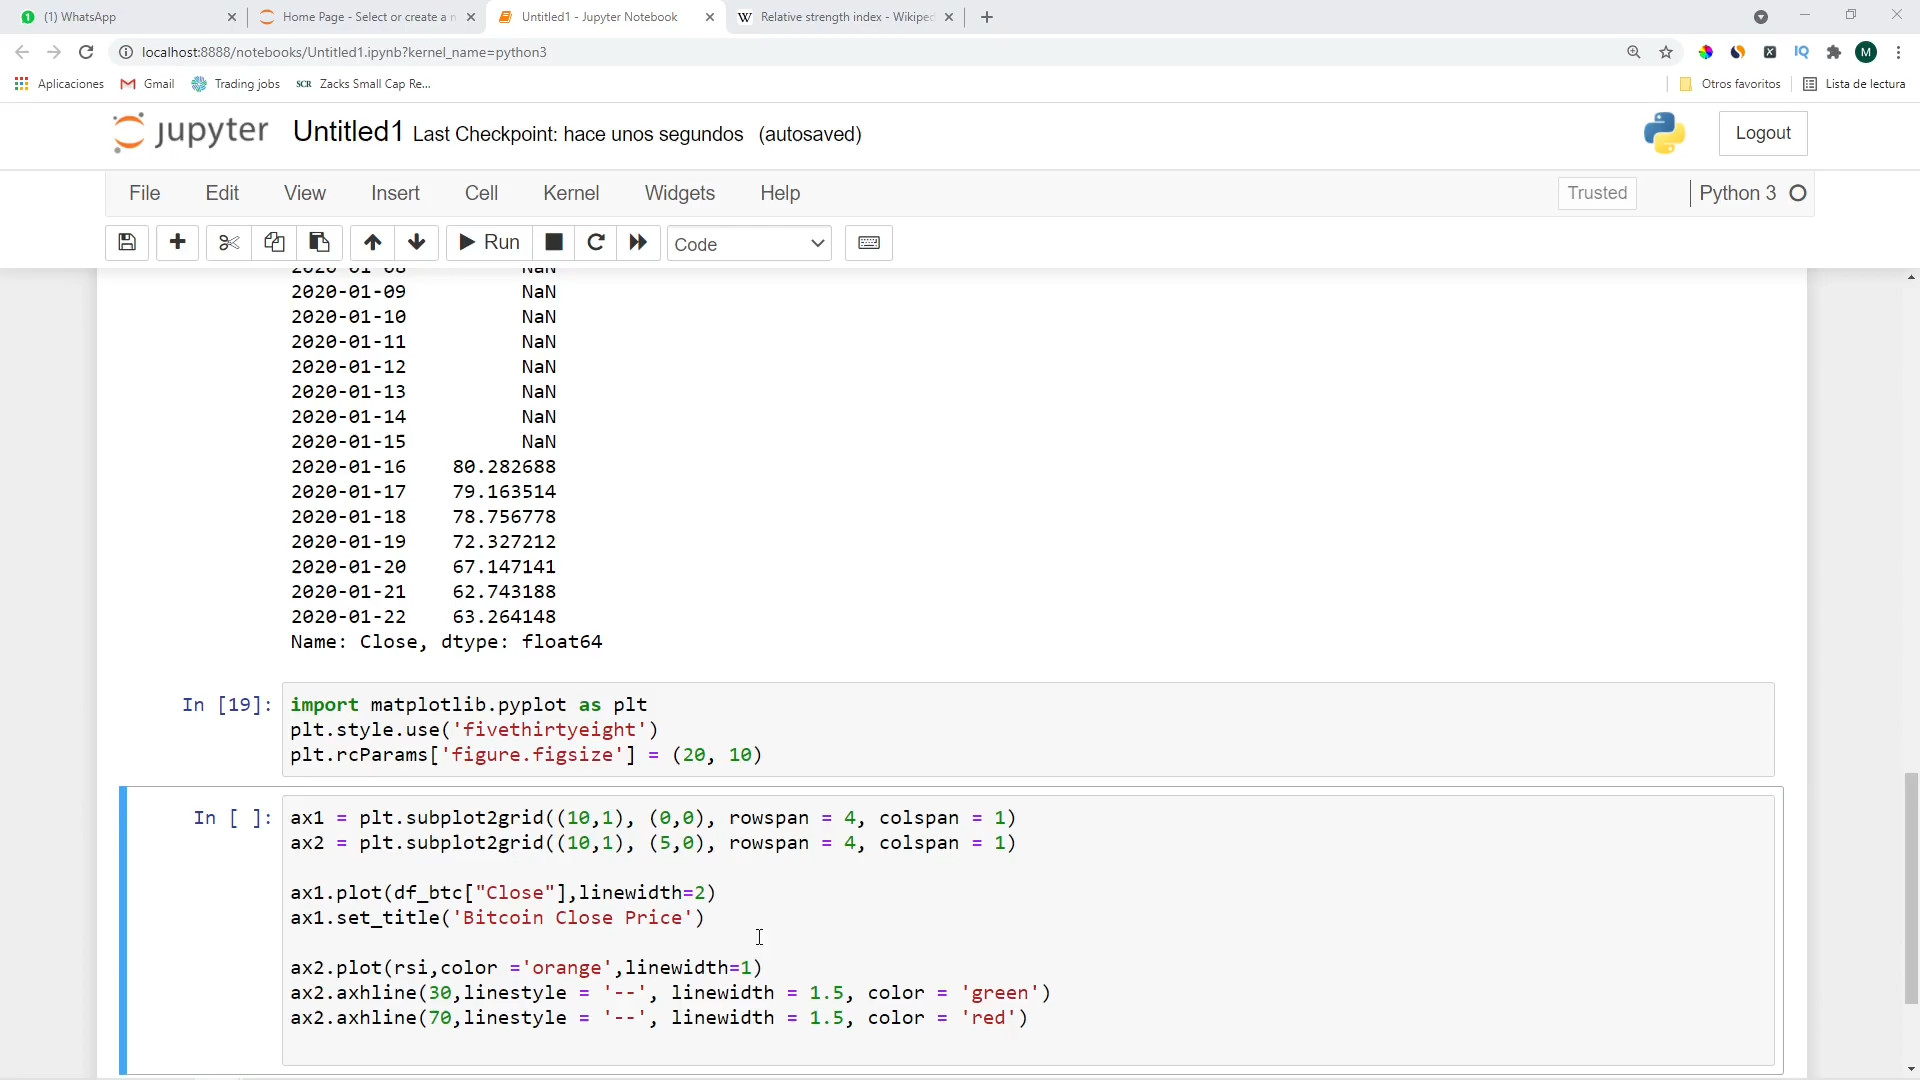 (1) WhatsApp
Home Page - Select or create a n
Untitled1 - Jupyter Notebook
Relative strength index - Wikiped
localhost:8888/notebooks/Untitled1.ipynb?kernel_name=python3
Aplicaciones
Gmail
Trading jobs
SCR Zacks Small Cap Re...
Otros favoritos
Lista de lectura
jupyter Untitled1 Last Checkpoint: hace unos segundos (autosaved)
Logout
File Edit View Insert Cell Kernel Widgets Help
Trusted
Python 3
Run
Code
2020-01-08 NaN
2020-01-09 NaN
2020-01-10 NaN
2020-01-11 NaN
2020-01-12 NaN
2020-01-13 NaN
2020-01-14 NaN
2020-01-15 NaN
2020-01-16 80.282688
2020-01-17 79.163514
2020-01-18 78.756778
2020-01-19 72.327212
2020-01-20 67.147141
2020-01-21 62.743188
2020-01-22 63.264148
Name: Close, dtype: float64
In [19]: import matplotlib.pyplot as plt
plt.style.use('fivethirtyeight')
plt.rcParams['figure.figsize'] = (20, 10)
In [ ]: ax1 = plt.subplot2grid((10,1), (0,0), rowspan = 4, colspan = 1)
ax2 = plt.subplot2grid((10,1), (5,0), rowspan = 4, colspan = 1)
ax1.plot(df_btc["Close"],linewidth=2)
ax1.set_title('Bitcoin Close Price')
ax2.plot(rsi,color ='orange',linewidth=1)
ax2.axhline(30,linestyle = '--', linewidth = 1.5, color = 'green')
ax2.axhline(70,linestyle = '--', linewidth = 1.5, color = 'red')